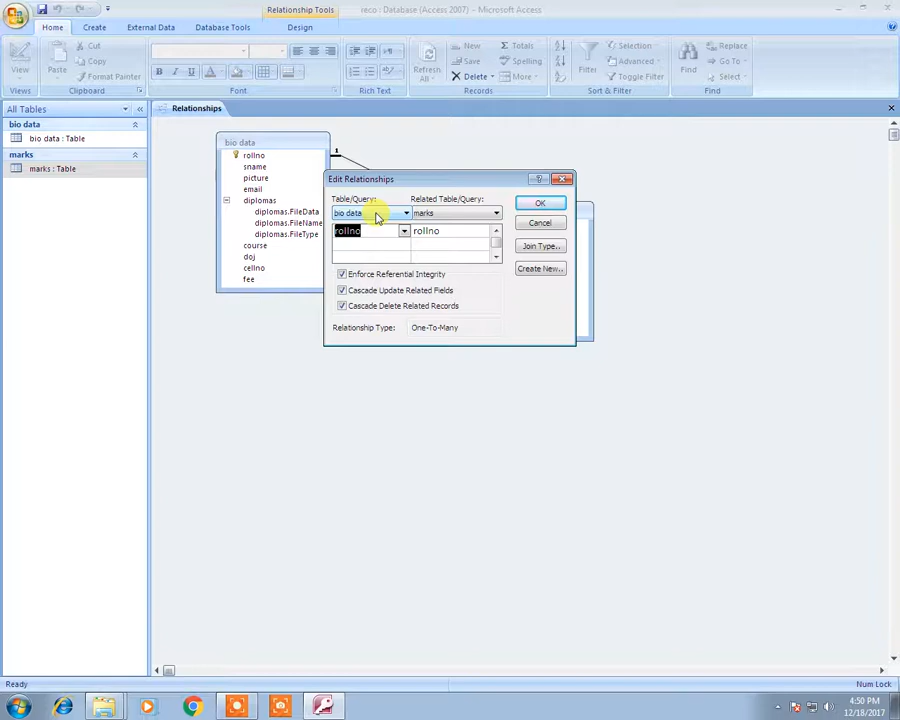 Relationship Tools
reco : Database (Access 2007) - Microsoft Access
Home
Create
External Data
Database Tools
Design
View
Views
Paste
Cut
Copy
Format Painter
Clipboard
B I U A
Font
Rich Text
Refresh All
New
Save
Delete
Totals
Spelling
More
Records
Filter
Selection
Advanced
Toggle Filter
Sort & Filter
Find
Replace
Go To
Select
Find
All Tables
bio data
bio data : Table
marks
marks : Table
Relationships
bio data
rollno
sname
picture
email
diplomas
diplomas.FileData
diplomas.FileName
diplomas.FileType
course
doj
cellno
fee
1
Edit Relationships
Table/Query:
Related Table/Query:
bio data
marks
rollno
rollno
Enforce Referential Integrity
Cascade Update Related Fields
Cascade Delete Related Records
Relationship Type:
One-To-Many
OK
Cancel
Join Type..
Create New..
Ready
Num Lock
4:50 PM
12/18/2017